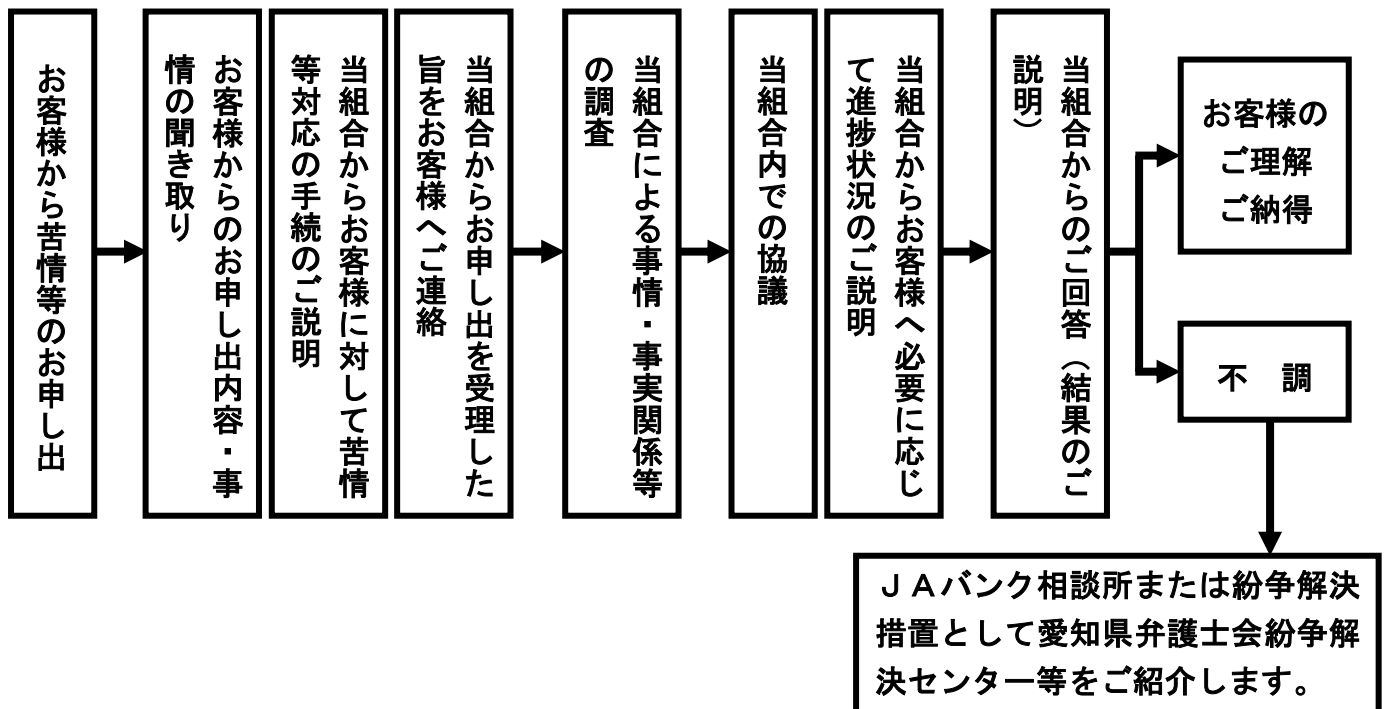 お客様から苦情等のお申し出
お客様からのお申し出内容・事
情の聞き取り
当組合からお客様に対して苦情
等対応の手続のご説明
当組合からお申し出を受理した
旨をお客様へご連絡
当組合による事情・事実関係等
の調査
当組合内での協議
当組合からお客様へ必要に応じ
て進捗状況のご説明
当組合からのご回答（結果のご
説明）
お客様の
ご理解
ご納得
不　調
ＪＡバンク相談所または紛争解決
措置として愛知県弁護士会紛争解
決センター等をご紹介します。